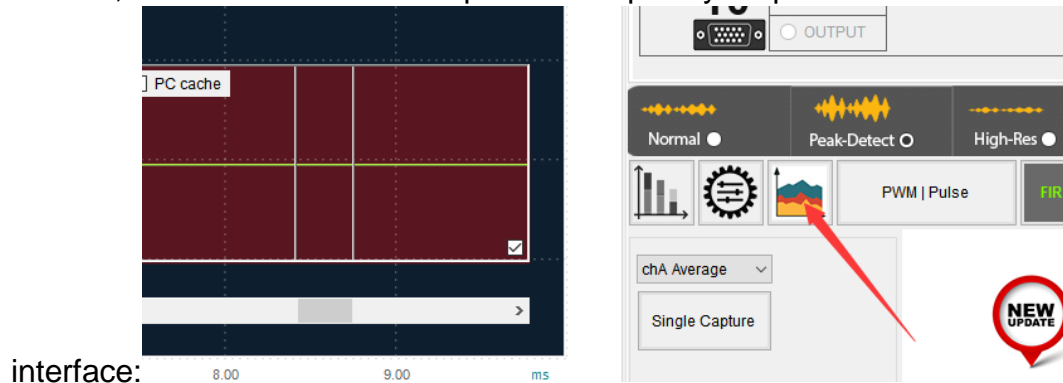 PC cache
8.00 9.00 ms
OUTPUT
Normal Peak-Detect High-Res
PWM | Pulse FIR
chA Average
Single Capture
NEW
UPDATE
interface: